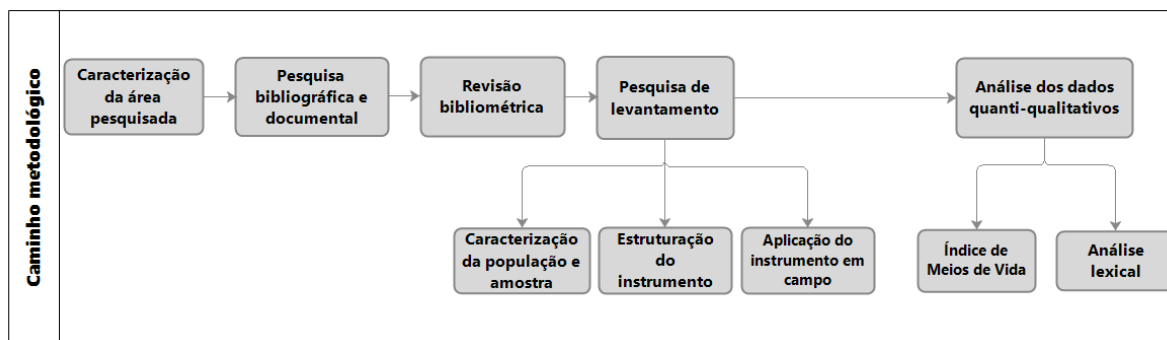 Caminho metodológico
Caracterização
da área
pesquisada
Pesquisa
bibliográfica e
documental
Revisão
bibliométrica
Pesquisa de
levantamento
Análise dos dados
quanti-qualitativos
Caracterização
da população e
amostra
Estruturação
do
instrumento
Aplicação do
instrumento em
campo
Índice de
Meios de Vida
Análise
lexical